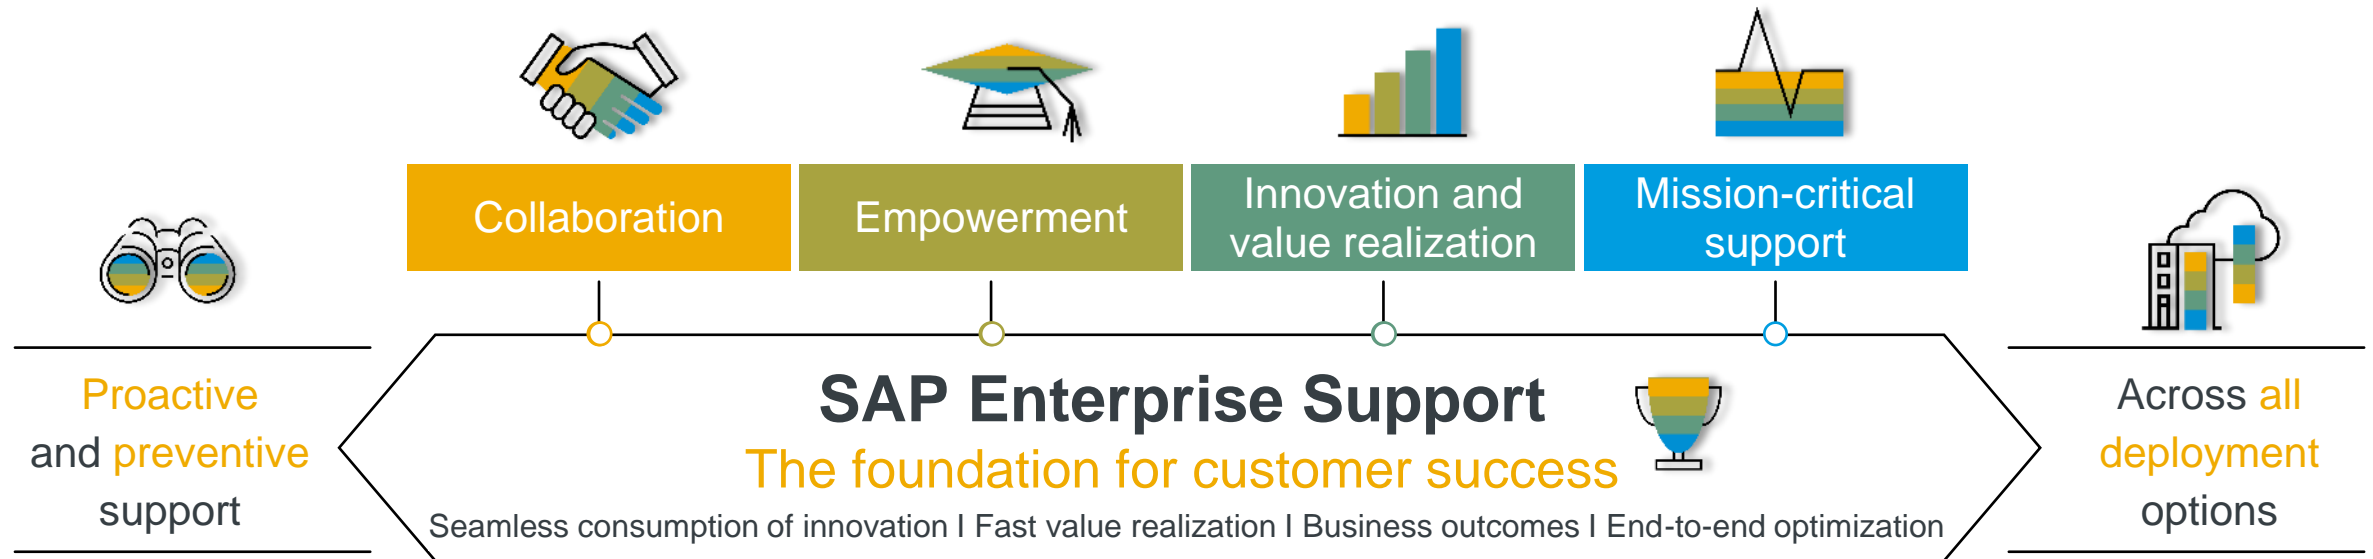 Collaboration
Empowerment
Innovation and
value realization
Mission-critical
support
Proactive
and preventive
support
SAP Enterprise Support
The foundation for customer success
Seamless consumption of innovation I Fast value realization I Business outcomes I End-to-end optimization
Across all
deployment
options